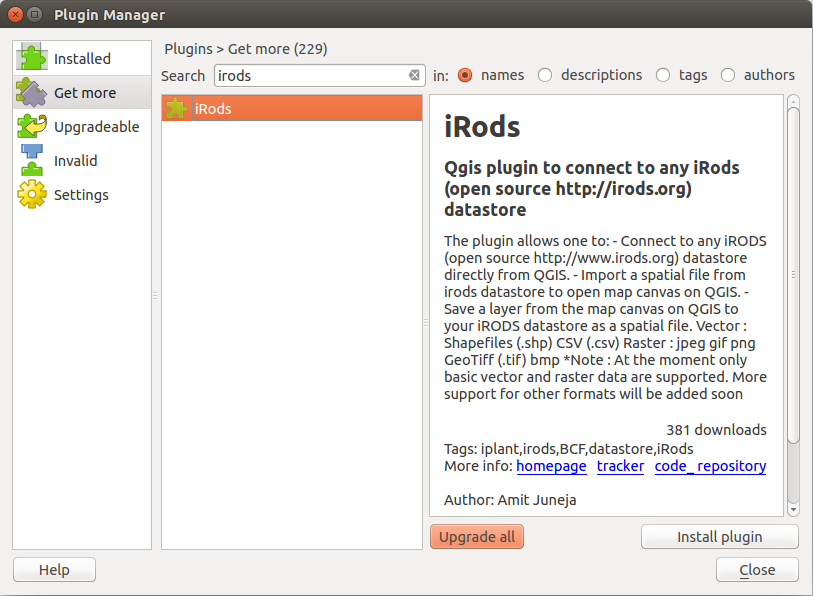 Plugin Manager
Installed
Get more
Upgradeable
Invalid
Settings
Plugins > Get more (229)
Search irods in: names descriptions tags authors
iRods
iRods
Qgis plugin to connect to any iRods
(open source http://irods.org)
datastore
The plugin allows one to: - Connect to any iRODS
(open source http://www.irods.org) datastore
directly from QGIS. - Import a spatial file from
irods datastore to open map canvas on QGIS. -
Save a layer from the map canvas on QGIS to
your iRODS datastore as a spatial file. Vector :
Shapefiles (.shp) CSV (.csv) Raster : jpeg gif png
GeoTiff (.tif) bmp *Note : At the moment only
basic vector and raster data are supported. More
support for other formats will be added soon
381 downloads
Tags: iplant,irods,BCF,datastore,iRods
More info: homepage tracker code_repository
Author: Amit Juneja
Upgrade all Install plugin
Help Close